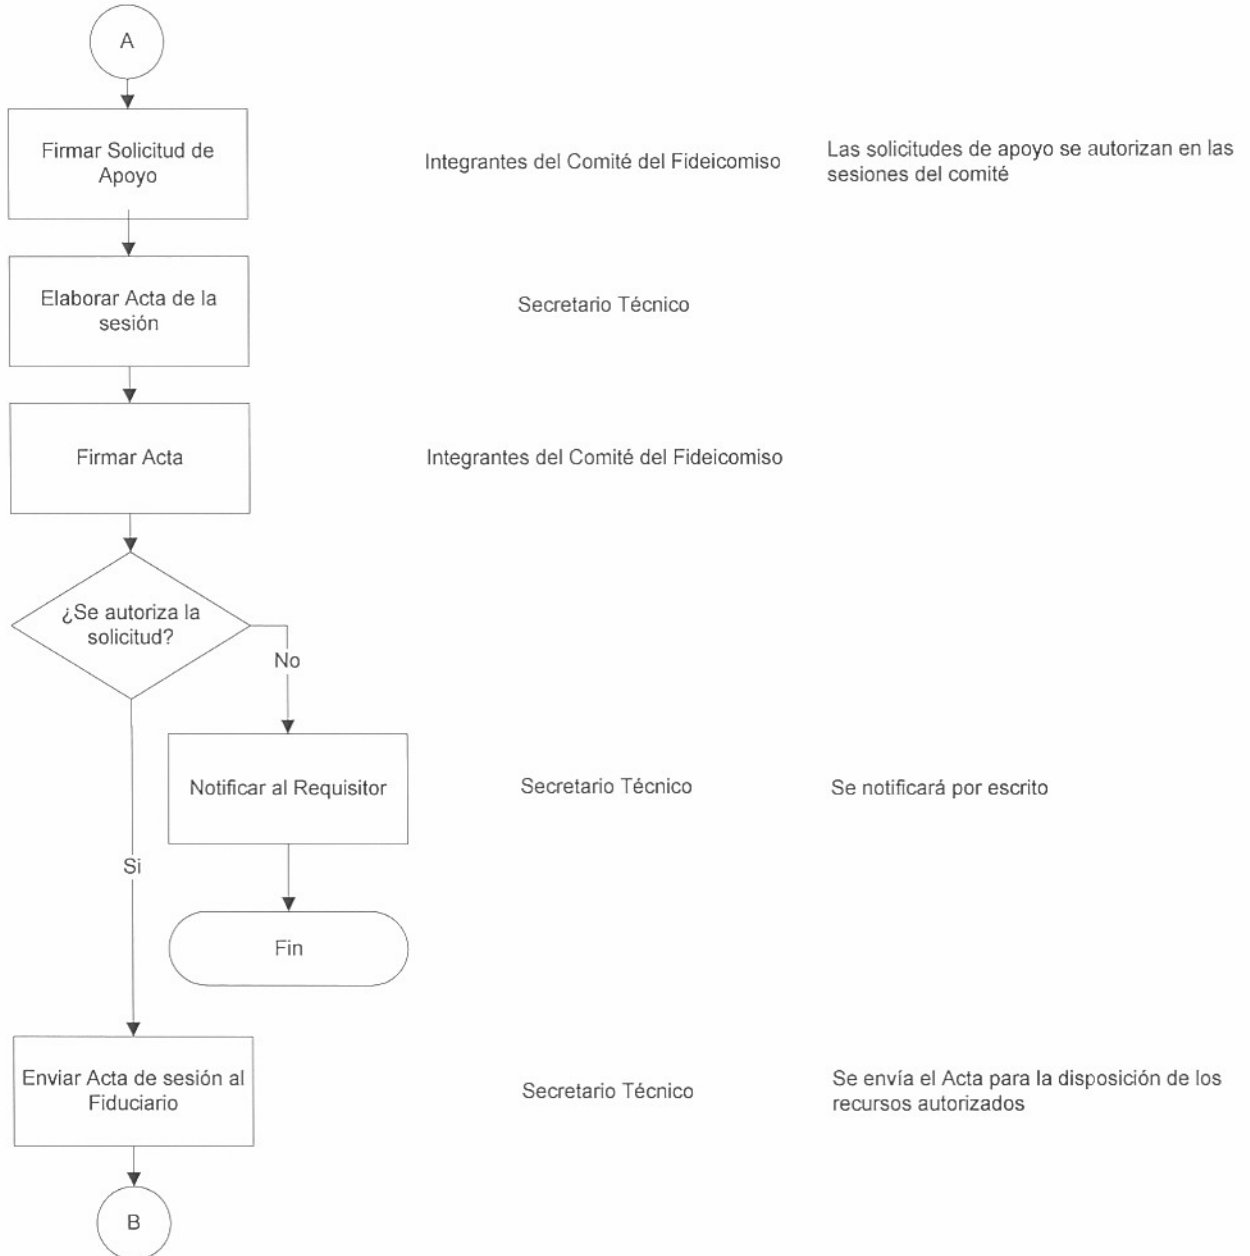 A
Firmar Solicitud de
Apoyo
Integrantes del Comité del Fideicomiso
Las solicitudes de apoyo se autorizan en las
sesiones del comité
Elaborar Acta de la
sesión
Secretario Técnico
Firmar Acta
Integrantes del Comité del Fideicomiso
¿Se autoriza la
solicitud?
No
Notificar al Requisitor
Secretario Técnico
Se notificará por escrito
Si
Fin
Enviar Acta de sesión al
Fiduciario
Secretario Técnico
Se envía el Acta para la disposición de los
recursos autorizados
B